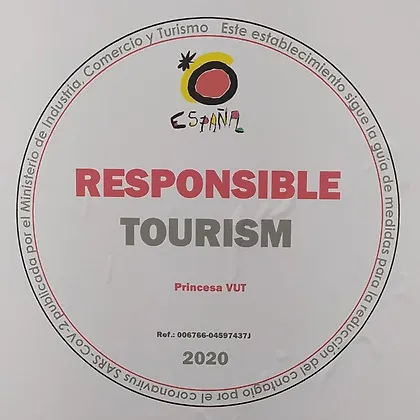 Este establecimiento sigue la guía de medidas para la reducción del contagio por el coronavirus SARS-CoV-2 publicada por el Ministerio de Industria, Comercio y Turismo
ESPAÑA
RESPONSIBLE
TOURISM
Princesa VUT
Ref.: 006766-04597437J
2020